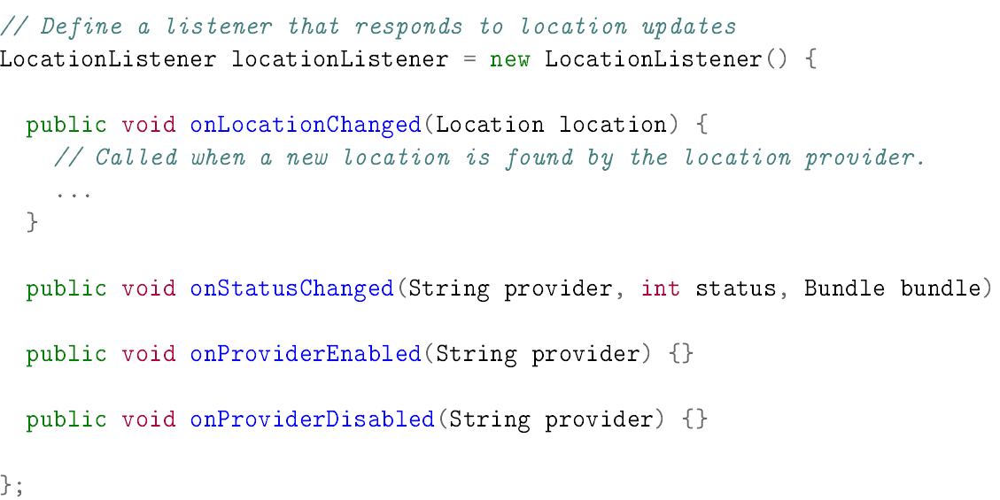 // Define a listener that responds to location updates
LocationListener locationListener = new LocationListener() {
public void onLocationChanged(Location location) {
// Called when a new location is found by the location provider.
...
}
public void onStatusChanged(String provider, int status, Bundle bundle)
public void onProviderEnabled(String provider) {}
public void onProviderDisabled(String provider) {}
};